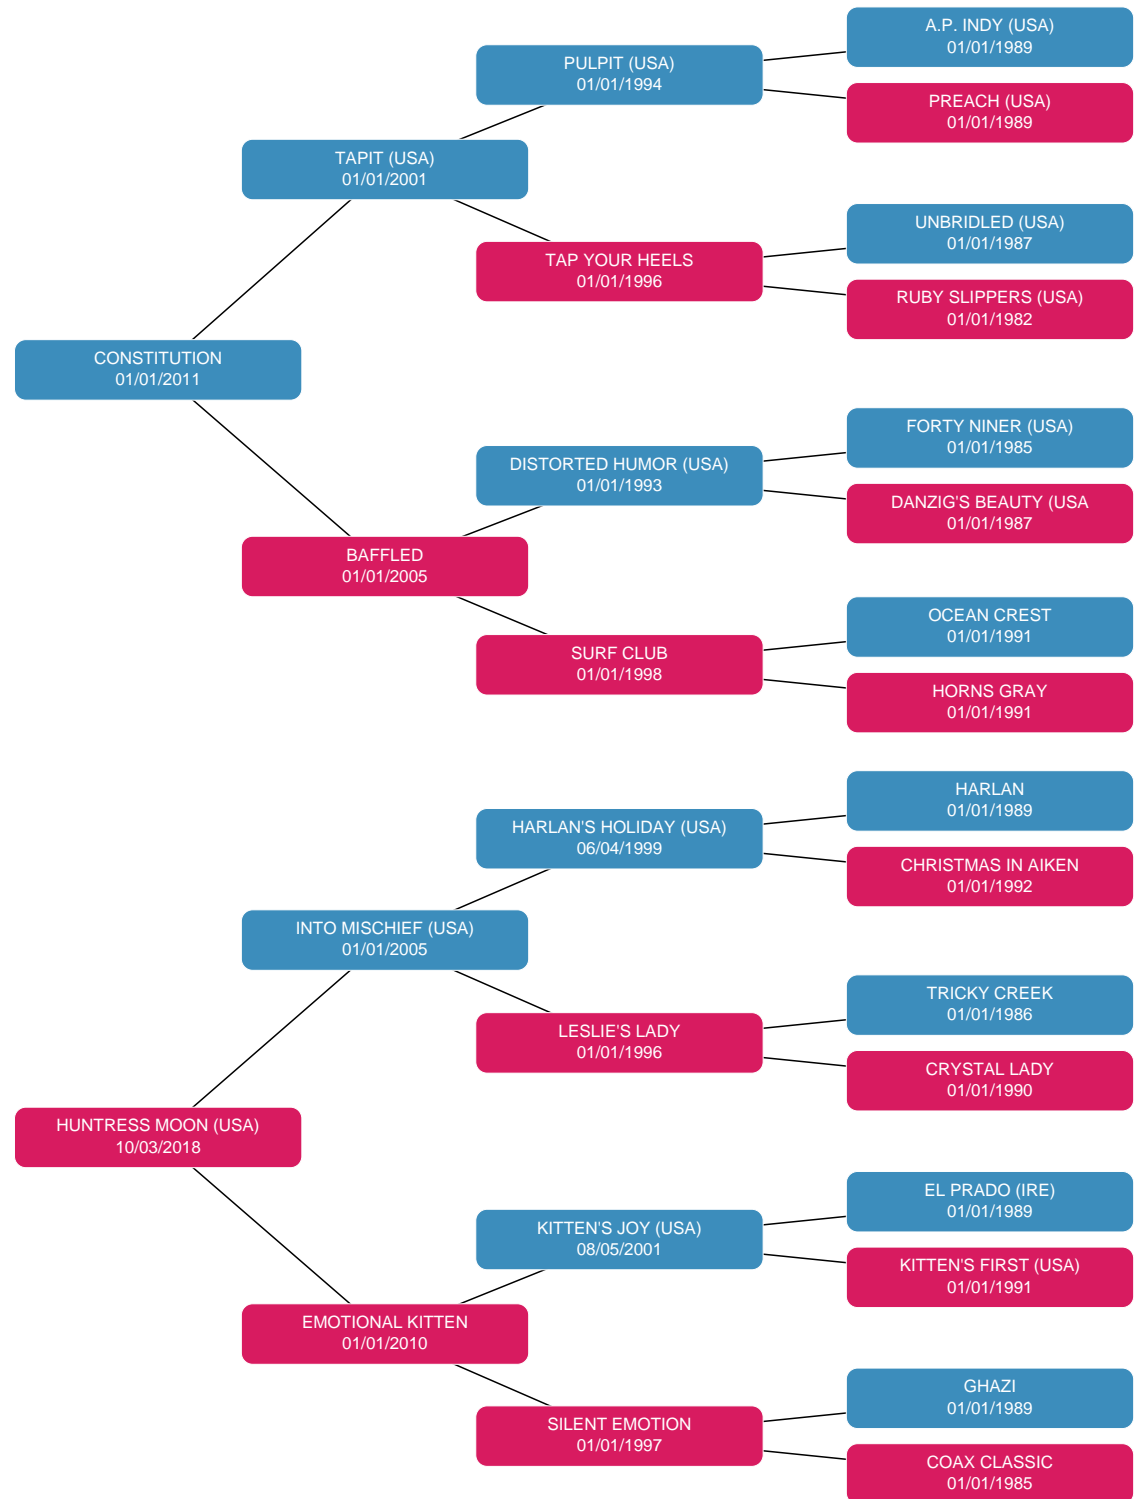 A.P. INDY (USA)
01/01/1989
PULPIT (USA)
01/01/1994
PREACH (USA)
01/01/1989
TAPIT (USA)
01/01/2001
UNBRIDLED (USA)
01/01/1987
TAP YOUR HEELS
01/01/1996
RUBY SLIPPERS (USA)
01/01/1982
CONSTITUTION
01/01/2011
FORTY NINER (USA)
01/01/1985
DISTORTED HUMOR (USA)
01/01/1993
DANZIG'S BEAUTY (USA
01/01/1987
BAFFLED
01/01/2005
OCEAN CREST
01/01/1991
SURF CLUB
01/01/1998
HORNS GRAY
01/01/1991
HARLAN
01/01/1989
HARLAN'S HOLIDAY (USA)
06/04/1999
CHRISTMAS IN AIKEN
01/01/1992
INTO MISCHIEF (USA)
01/01/2005
TRICKY CREEK
01/01/1986
LESLIE'S LADY
01/01/1996
CRYSTAL LADY
01/01/1990
HUNTRESS MOON (USA)
10/03/2018
EL PRADO (IRE)
01/01/1989
KITTEN'S JOY (USA)
08/05/2001
KITTEN'S FIRST (USA)
01/01/1991
EMOTIONAL KITTEN
01/01/2010
GHAZI
01/01/1989
SILENT EMOTION
01/01/1997
COAX CLASSIC
01/01/1985